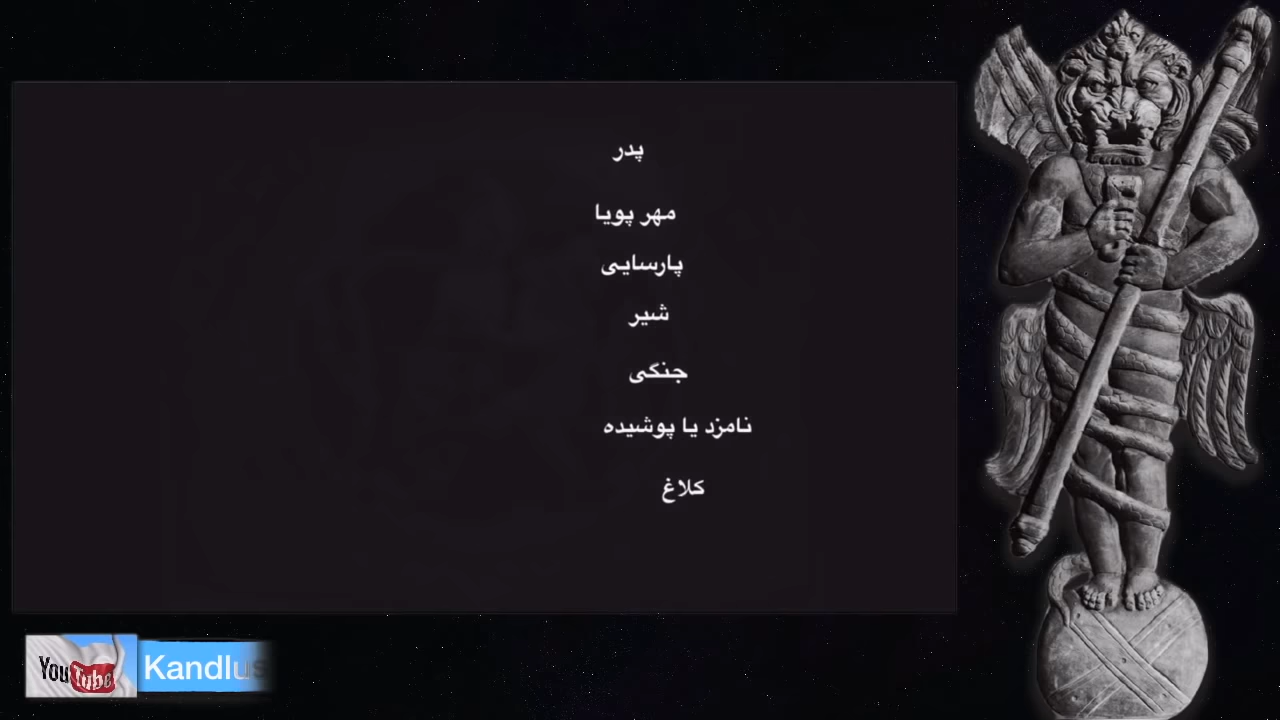 پدر
مهر پویا
پارسایی
شیر
جنگی
نامزد یا پوشیده
کلاغ
YouTube
Kandlus